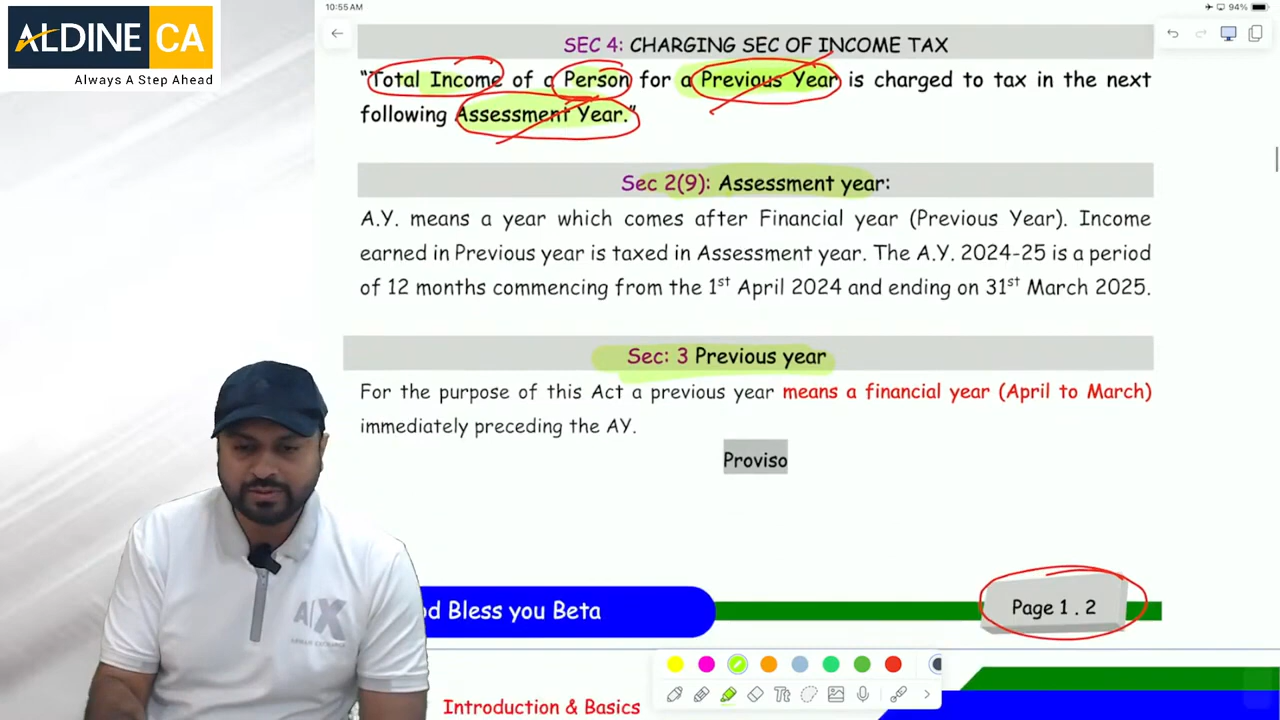 ALDINE CA
Always A Step Ahead
10:55 AM
94%
SEC 4: CHARGING SEC OF INCOME TAX
“Total Income of a Person for a Previous Year is charged to tax in the next
following Assessment Year.”
Sec 2(9): Assessment year:
A.Y. means a year which comes after Financial year (Previous Year). Income
earned in Previous year is taxed in Assessment year. The A.Y. 2024-25 is a period
of 12 months commencing from the 1st April 2024 and ending on 31st March 2025.
Sec: 3 Previous year
For the purpose of this Act a previous year means a financial year (April to March)
immediately preceding the AY.
Proviso
Bless you Beta
Page 1 . 2
Tt
Introduction & Basics